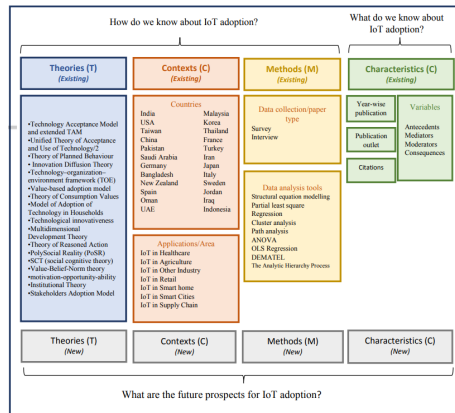 How do we know about IoT adoption?
What do we know about
IoT adoption?
Theories (T)
(Existing)
•Technology Acceptance Model
and extended TAM
•Unified Theory of Acceptance
and Use of Technology/2
•Theory of Planned Behaviour
• Innovation Diffusion Theory
•Technology–organization–
environment framework (TOE)
•Value-based adoption model
•Theory of Consumption Values
•Model of Adoption of
Technology in Households
•Technological innovativeness
•Multidimensional
Development Theory
•Theory of Reasoned Action
•PolySocial Reality (PoSR)
•SCT (social cognitive theory)
•Value-Belief-Norm theory
•motivation-opportunity-ability
•Institutional Theory
•Stakeholders Adoption Model
Contexts (C)
(Existing)
Countries
India Malaysia
USA Korea
Taiwan Thailand
China France
Pakistan Turkey
Saudi Arabia Iran
Germany Japan
Bangladesh Italy
New Zealand Sweden
Spain Jordan
Oman Iraq
UAE Indonesia
Applications/Area
IoT in Healthcare
IoT in Agriculture
IoT in Other Industry
IoT in Retail
IoT in Smart home
IoT in Smart Cities
IoT in Supply Chain
Methods (M)
(Existing)
Data collection/paper
type
Survey
Interview
Data analysis tools
Structural equation modelling
Partial least square
Regression
Cluster analysis
Path analysis
ANOVA
OLS Regression
DEMATEL
The Analytic Hierarchy Process
Characteristics (C)
(Existing)
Year-wise
publication
Publication
outlet
Citations
Variables
Antecedents
Mediators
Moderators
Consequences
Theories (T)
(New)
Contexts (C)
(New)
Methods (M)
(New)
Characteristics (C)
(New)
What are the future prospects for IoT adoption?